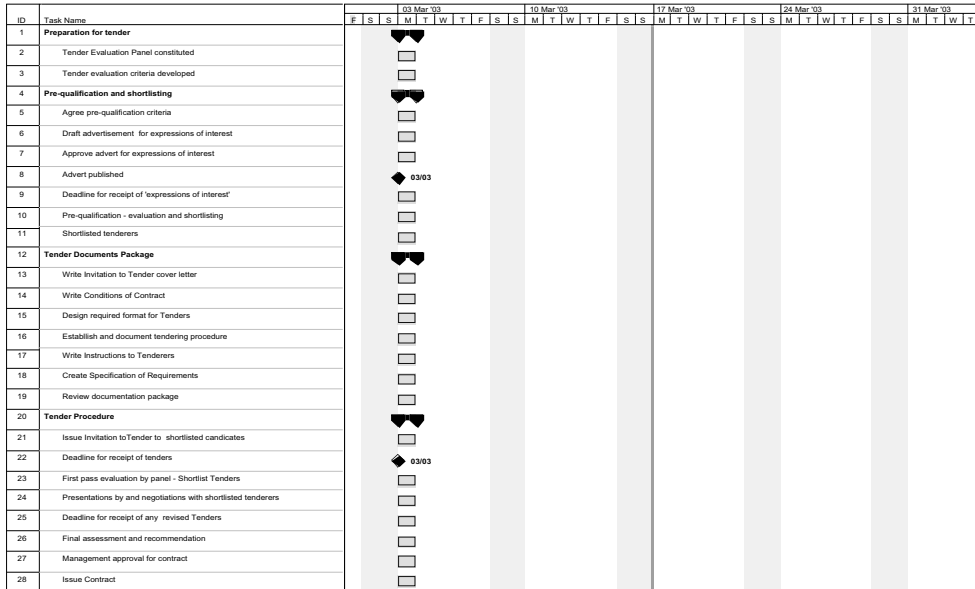 03 Mar '03 10 Mar '03 17 Mar '03 24 Mar '03 31 Mar '03
ID Task Name F S S M T W T F S S M T W T F S S M T W T F S S M T W T F S S M T W T
1 Preparation for tender
2 Tender Evaluation Panel constituted
3 Tender evaluation criteria developed
4 Pre-qualification and shortlisting
5 Agree pre-qualification criteria
6 Draft advertisement for expressions of interest
7 Approve advert for expressions of interest
8 Advert published 03/03
9 Deadline for receipt of 'expressions of interest'
10 Pre-qualification - evaluation and shortlisting
11 Shortlisted tenderers
12 Tender Documents Package
13 Write Invitation to Tender cover letter
14 Write Conditions of Contract
15 Design required format for Tenders
16 Establlish and document tendering procedure
17 Write Instructions to Tenderers
18 Create Specification of Requirements
19 Review documentation package
20 Tender Procedure
21 Issue Invitation toTender to shortlisted candicates
22 Deadline for receipt of tenders 03/03
23 First pass evaluation by panel - Shortlist Tenders
24 Presentations by and negotiations with shortlisted tenderers
25 Deadline for receipt of any revised Tenders
26 Final assessment and recommendation
27 Management approval for contract
28 Issue Contract